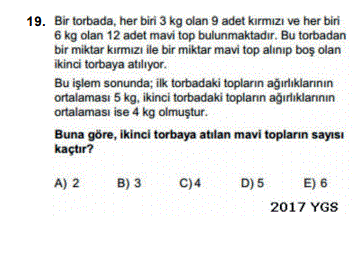 19. Bir torbada, her biri 3 kg olan 9 adet kırmızı ve her biri
6 kg olan 12 adet mavi top bulunmaktadır. Bu torbadan
bir miktar kırmızı ile bir miktar mavi top alınıp boş olan
ikinci torbaya atılıyor.
Bu işlem sonunda; ilk torbadaki topların ağırlıklarının
ortalaması 5 kg, ikinci torbadaki topların ağırlıklarının
ortalaması ise 4 kg olmuştur.
Buna göre, ikinci torbaya atılan mavi topların sayısı
kaçtır?
A) 2 B) 3 C) 4 D) 5 E) 6
2017 YGS